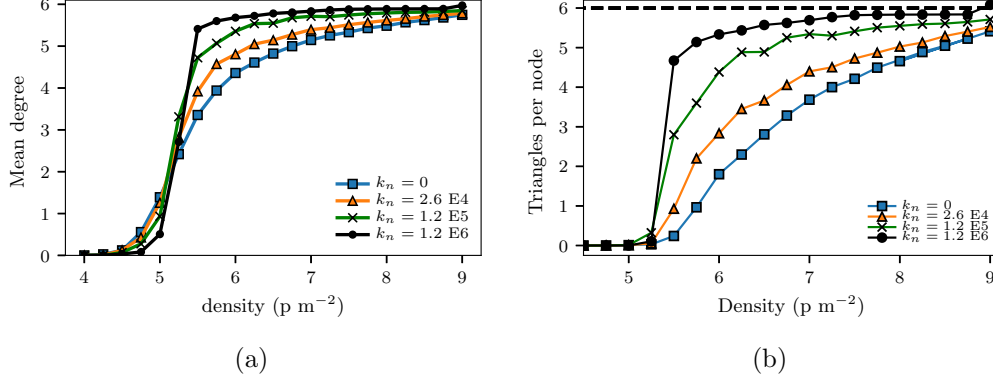 6
5
4
3
2
1
0
Mean degree
k_n = 0
k_n = 2.6 E4
k_n = 1.2 E5
k_n = 1.2 E6
4 5 6 7 8 9
density (p m⁻²)
(a)
6
5
4
3
2
1
0
Triangles per node
k_n = 0
k_n = 2.6 E4
k_n = 1.2 E5
k_n = 1.2 E6
5 6 7 8 9
Density (p m⁻²)
(b)